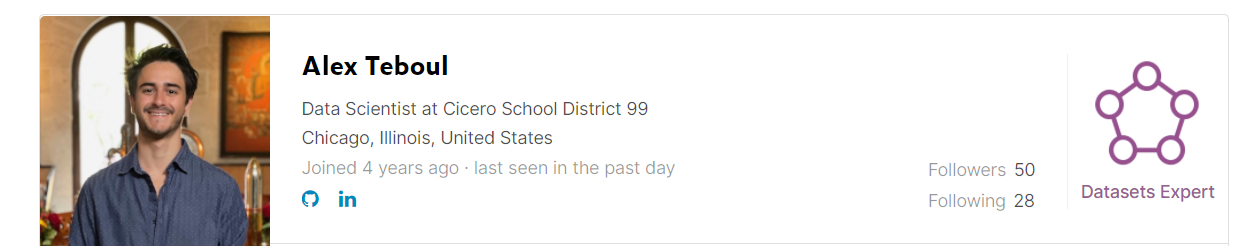 Alex Teboul
Data Scientist at Cicero School District 99
Chicago, Illinois, United States
Joined 4 years ago · last seen in the past day
in
Followers 50
Following 28
Datasets Expert